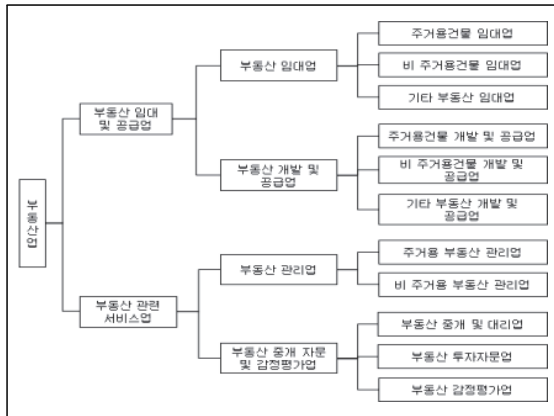 부동산업
부동산 임대
및 공급업
부동산 임대업
주거용건물 임대업
비 주거용건물 임대업
기타 부동산 임대업
부동산 개발 및
공급업
주거용건물 개발 및 공급업
비 주거용건물 개발 및
공급업
기타 부동산 개발 및
공급업
부동산 관련
서비스업
부동산 관리업
주거용 부동산 관리업
비 주거용 부동산 관리업
부동산 중개 자문
및 감정평가업
부동산 중개 및 대리업
부동산 투자자문업
부동산 감정평가업